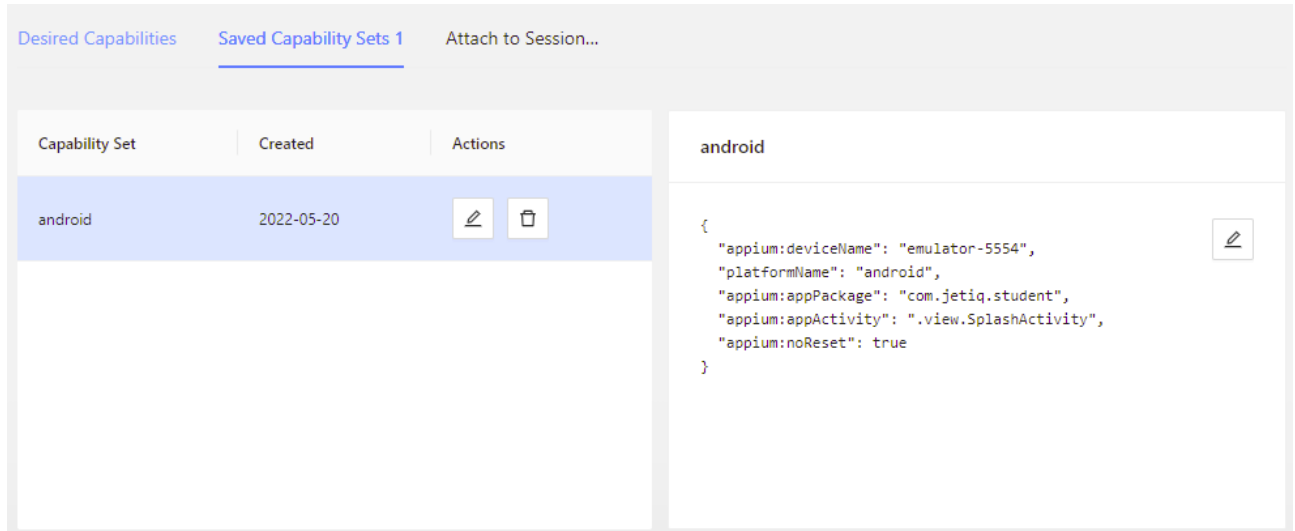 Desired Capabilities Saved Capability Sets 1 Attach to Session...
Capability Set Created Actions
android 2022-05-20
android
{
"appium:deviceName": "emulator-5554",
"platformName": "android",
"appium:appPackage": "com.jetiq.student",
"appium:appActivity": ".view.SplashActivity",
"appium:noReset": true
}